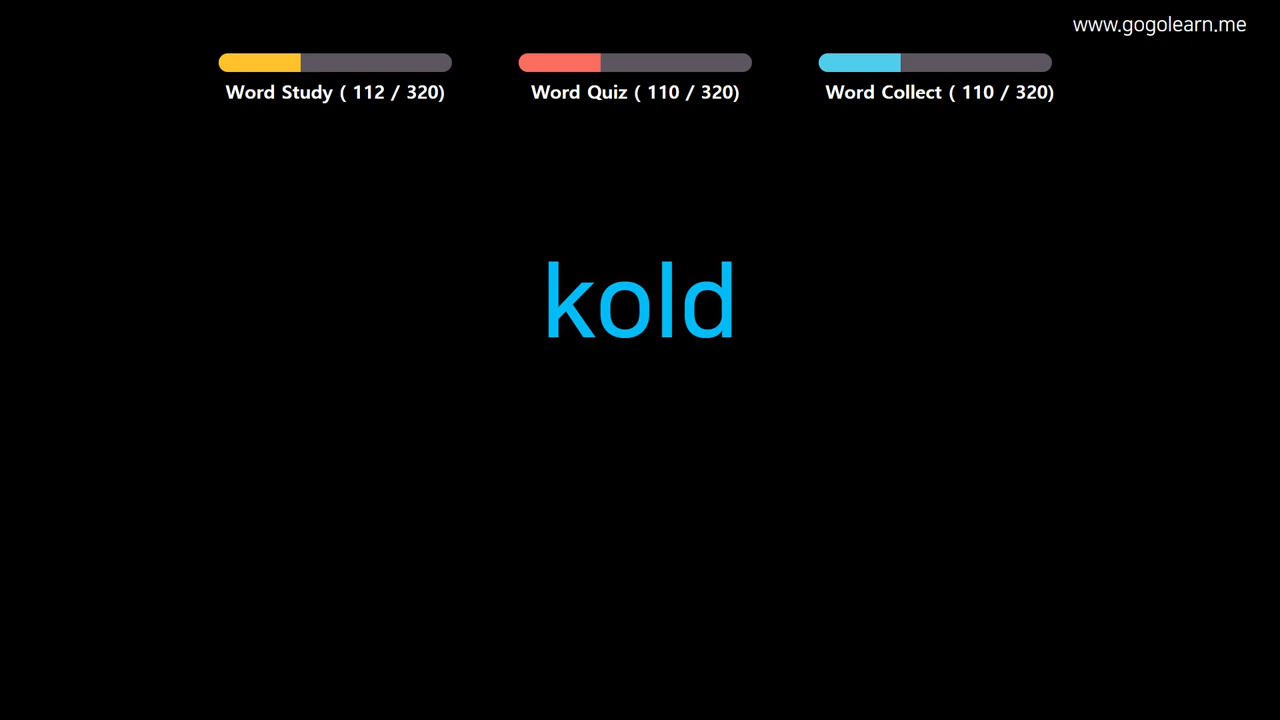 www.gogolearn.me
Word Study ( 112 / 320)
Word Quiz ( 110 / 320)
Word Collect ( 110 / 320)
kold